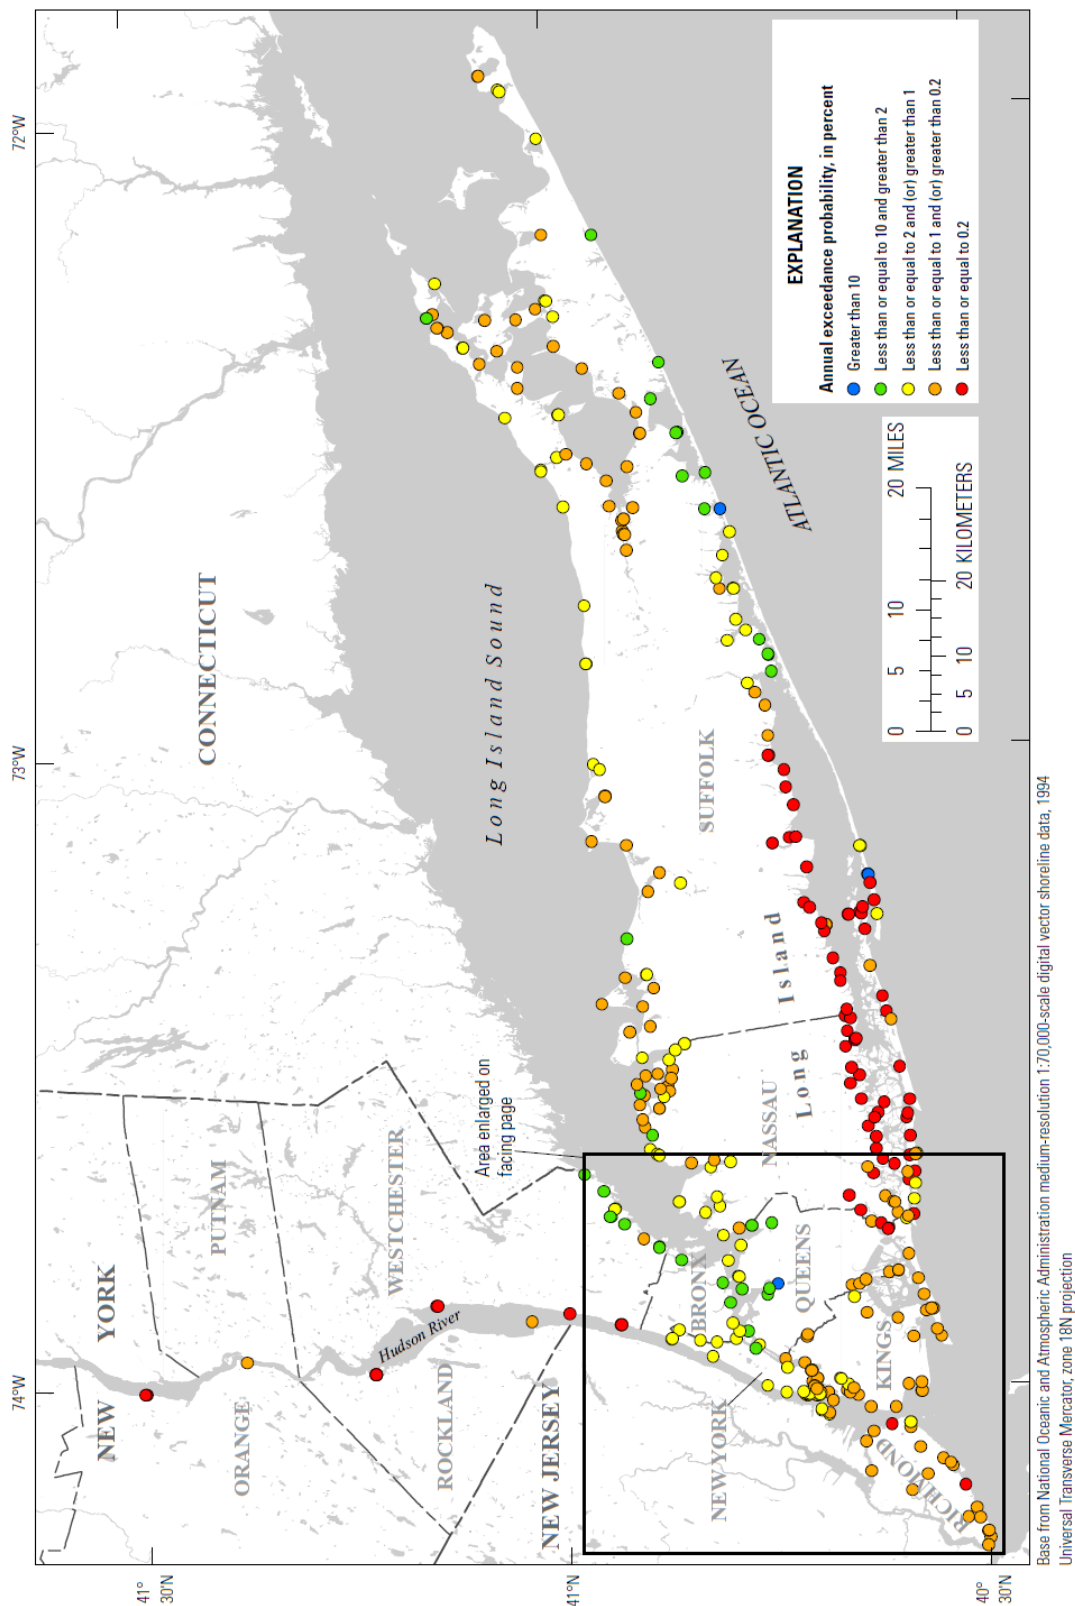 72°W
73°W
74°W
41°
30'N
41°N
40°
30'N
CONNECTICUT
Long Island Sound
ATLANTIC OCEAN
SUFFOLK
Long Island
NASSAU
QUEENS
KINGS
BRONX
NEW YORK
RICHMOND
NEW YORK
PUTNAM
WESTCHESTER
Hudson River
ORANGE
ROCKLAND
NEW JERSEY
Area enlarged on
facing page
EXPLANATION
Annual exceedance probability, in percent
Greater than 10
Less than or equal to 10 and greater than 2
Less than or equal to 2 and (or) greater than 1
Less than or equal to 1 and (or) greater than 0.2
Less than or equal to 0.2
0 5 10 20 MILES
0 5 10 20 KILOMETERS
Base from National Oceanic and Atmospheric Administration medium-resolution 1:70,000-scale digital vector shoreline data, 1994
Universal Transverse Mercator, zone 18N projection